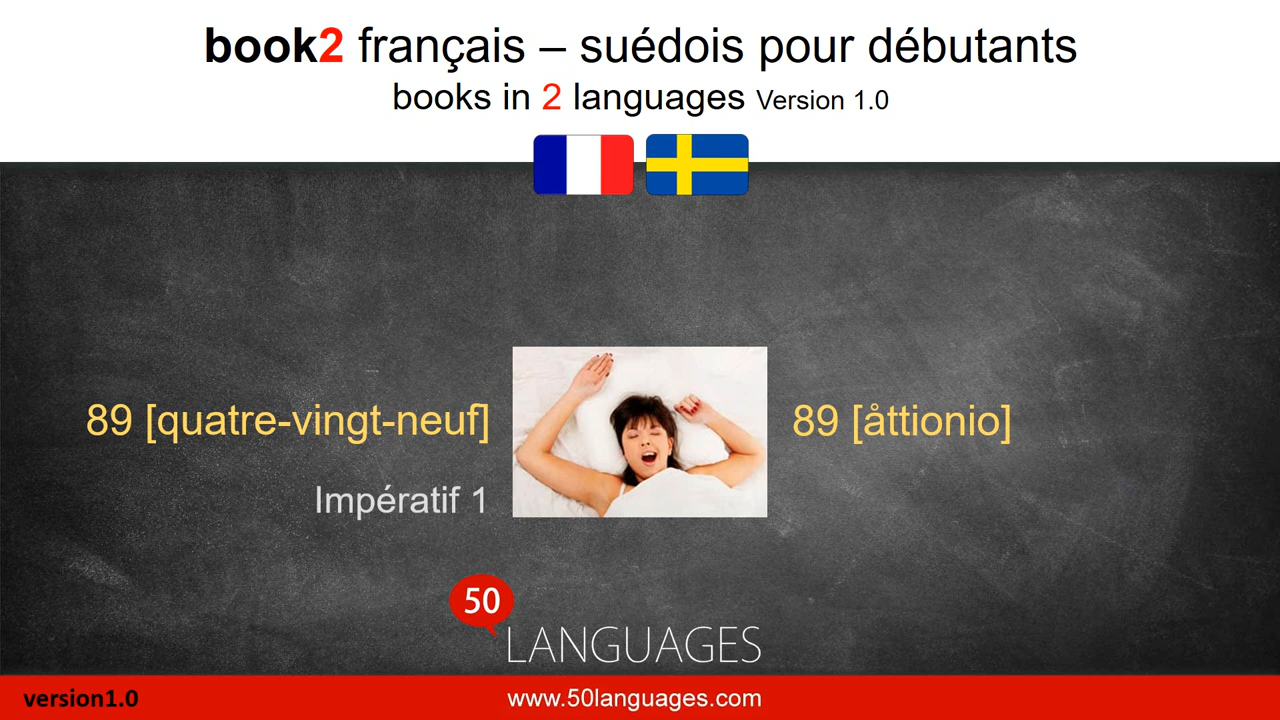 book2 français – suédois pour débutants
books in 2 languages Version 1.0
89 [quatre-vingt-neuf]
89 [åttionio]
Impératif 1
50
LANGUAGES
version1.0
www.50languages.com